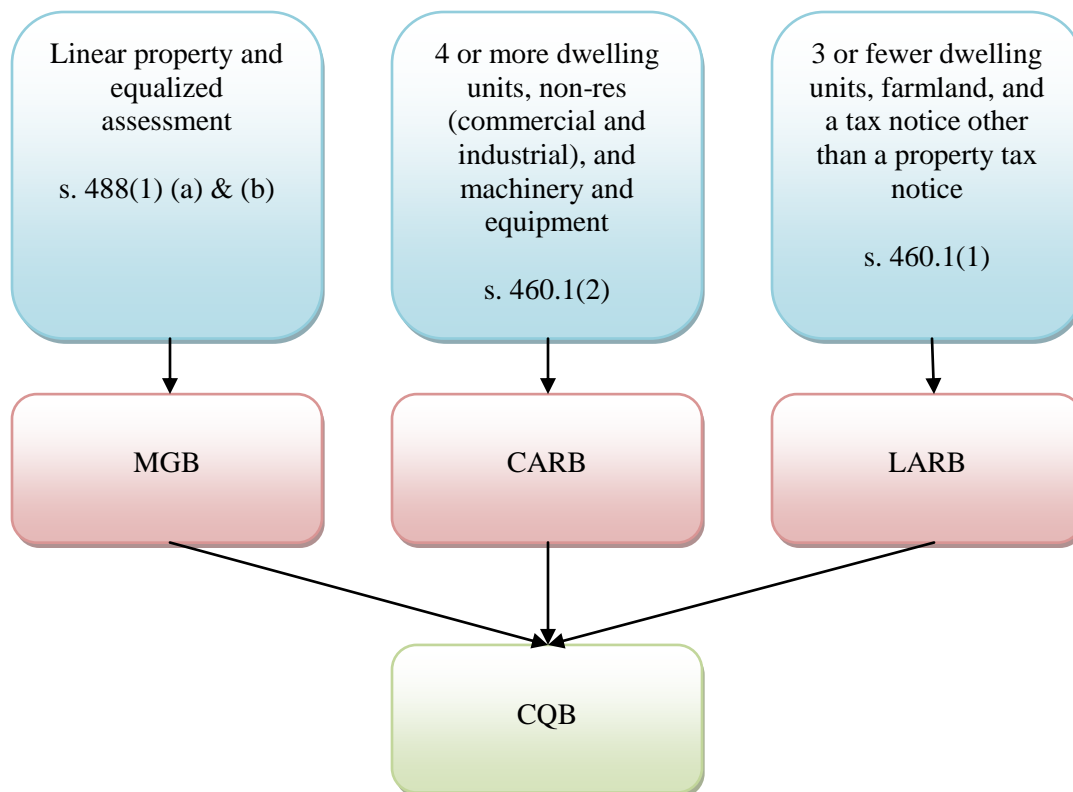 Linear property and
equalized
assessment
s. 488(1) (a) & (b)
4 or more dwelling
units, non-res
(commercial and
industrial), and
machinery and
equipment
s. 460.1(2)
3 or fewer dwelling
units, farmland, and
a tax notice other
than a property tax
notice
s. 460.1(1)
MGB
CARB
LARB
CQB